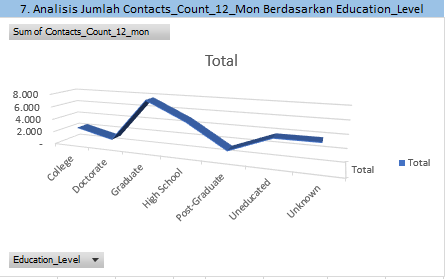 7. Analisis Jumlah Contacts_Count_12_Mon Berdasarkan Education_Level
Sum of Contacts_Count_12_mon
Total
8.000
6.000
4.000
2.000
-
College
Doctorate
Graduate
High School
Post-Graduate
Uneducated
Unknown
Total
Total
Education_Level